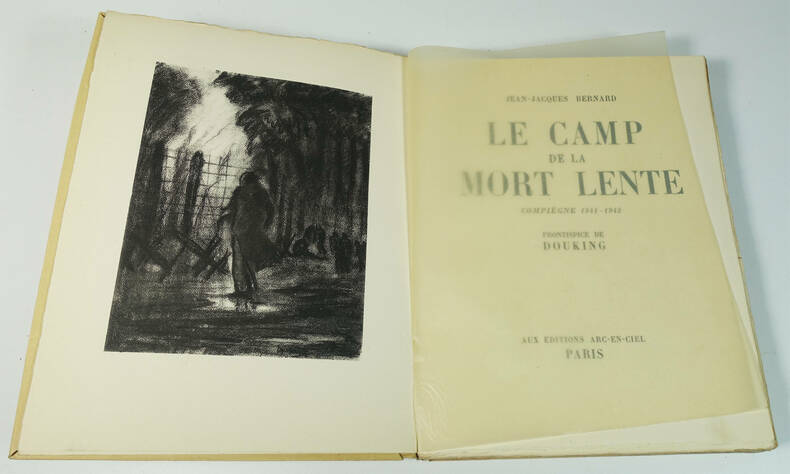 JEAN-JACQUES BERNARD
LE CAMP
DE LA
MORT LENTE
COMPIÈGNE 1941-1942
FRONTISPICE DE
DOUKING
AUX EDITIONS ARC-EN-CIEL
PARIS